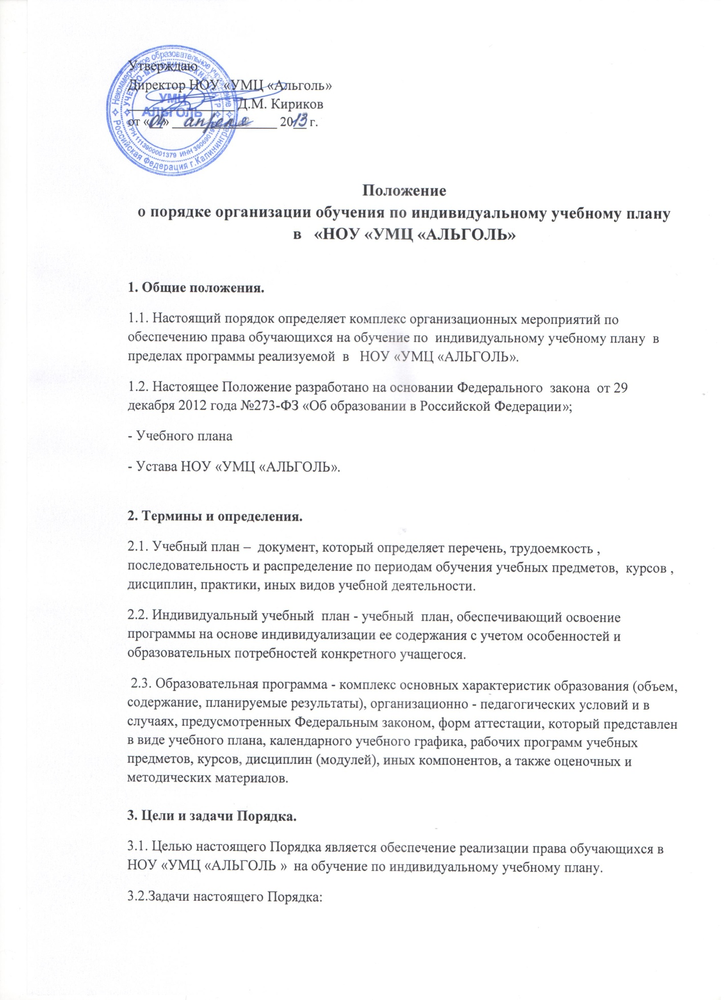 Утверждаю
Директор НОУ «УМЦ «Альголь»
_______________ Д.М. Кириков
от «04» апреля 2013 г.
Некоммерческое образовательное учреждение
УЧЕБНО-МЕТОДИЧЕСКИЙ ЦЕНТР
УМЦ
АЛЬГОЛЬ
ОГРН 1113900001379 ИНН
Российская Федерация г.Калининград
Положение
о порядке организации обучения по индивидуальному учебному плану
в «НОУ «УМЦ «АЛЬГОЛЬ»
1. Общие положения.
1.1. Настоящий порядок определяет комплекс организационных мероприятий по
обеспечению права обучающихся на обучение по индивидуальному учебному плану в
пределах программы реализуемой в НОУ «УМЦ «АЛЬГОЛЬ».
1.2. Настоящее Положение разработано на основании Федерального закона от 29
декабря 2012 года №273-ФЗ «Об образовании в Российской Федерации»;
- Учебного плана
- Устава НОУ «УМЦ «АЛЬГОЛЬ».
2. Термины и определения.
2.1. Учебный план – документ, который определяет перечень, трудоемкость ,
последовательность и распределение по периодам обучения учебных предметов, курсов ,
дисциплин, практики, иных видов учебной деятельности.
2.2. Индивидуальный учебный план - учебный план, обеспечивающий освоение
программы на основе индивидуализации ее содержания с учетом особенностей и
образовательных потребностей конкретного учащегося.
2.3. Образовательная программа - комплекс основных характеристик образования (объем,
содержание, планируемые результаты), организационно - педагогических условий и в
случаях, предусмотренных Федеральным законом, форм аттестации, который представлен
в виде учебного плана, календарного учебного графика, рабочих программ учебных
предметов, курсов, дисциплин (модулей), иных компонентов, а также оценочных и
методических материалов.
3. Цели и задачи Порядка.
3.1. Целью настоящего Порядка является обеспечение реализации права обучающихся в
НОУ «УМЦ «АЛЬГОЛЬ » на обучение по индивидуальному учебному плану.
3.2.Задачи настоящего Порядка: